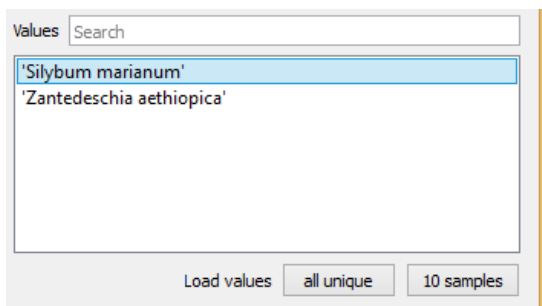 Values Search
'Silybum marianum'
'Zantedeschia aethiopica'
Load values all unique 10 samples